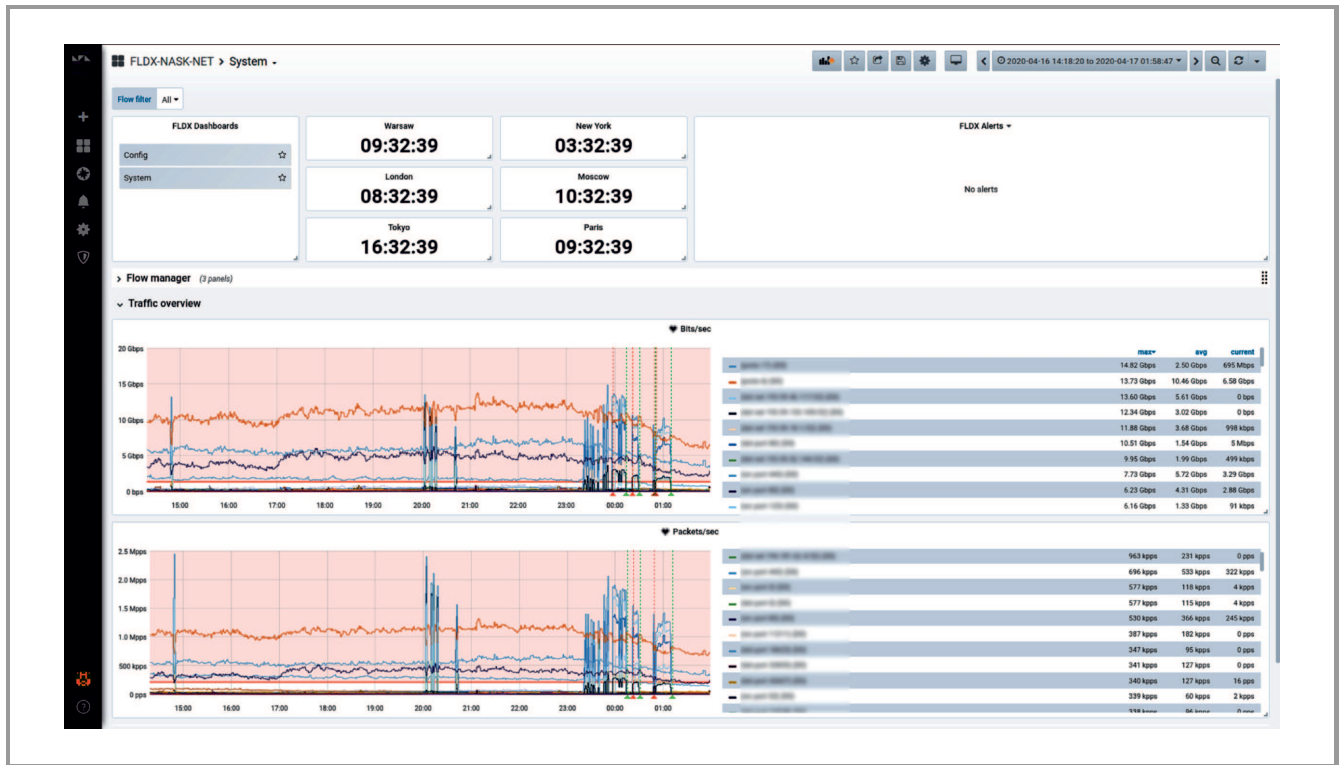 FLDX-NASK-NET > System
2020-04-16 14:18:20 to 2020-04-17 01:58:47
Flow filter All
FLDX Dashboards
Config
System
Warsaw
09:32:39
New York
03:32:39
London
08:32:39
Moscow
10:32:39
Tokyo
16:32:39
Paris
09:32:39
FLDX Alerts
No alerts
Flow manager (3 panels)
Traffic overview
Bits/sec
20 Gbps
15 Gbps
10 Gbps
5 Gbps
0 bps
15:00 16:00 17:00 18:00 19:00 20:00 21:00 22:00 23:00 00:00 01:00
max avg current
14.82 Gbps 2.50 Gbps 695 Mbps
13.73 Gbps 10.46 Gbps 6.58 Gbps
13.60 Gbps 5.61 Gbps 0 bps
12.34 Gbps 3.02 Gbps 0 bps
11.88 Gbps 3.68 Gbps 998 kbps
10.51 Gbps 1.54 Gbps 5 Mbps
9.95 Gbps 1.99 Gbps 499 kbps
7.73 Gbps 5.72 Gbps 3.29 Gbps
6.23 Gbps 4.31 Gbps 2.88 Gbps
6.16 Gbps 1.33 Gbps 91 kbps
Packets/sec
2.5 Mpps
2.0 Mpps
1.5 Mpps
1.0 Mpps
500 kpps
0 pps
15:00 16:00 17:00 18:00 19:00 20:00 21:00 22:00 23:00 00:00 01:00
963 kpps 231 kpps 0 pps
696 kpps 533 kpps 322 kpps
577 kpps 118 kpps 4 kpps
577 kpps 115 kpps 4 kpps
530 kpps 366 kpps 245 kpps
387 kpps 182 kpps 0 pps
347 kpps 95 kpps 0 pps
341 kpps 127 kpps 0 pps
340 kpps 127 kpps 16 pps
339 kpps 60 kpps 2 kpps
338 kpps 96 kpps 0 pps